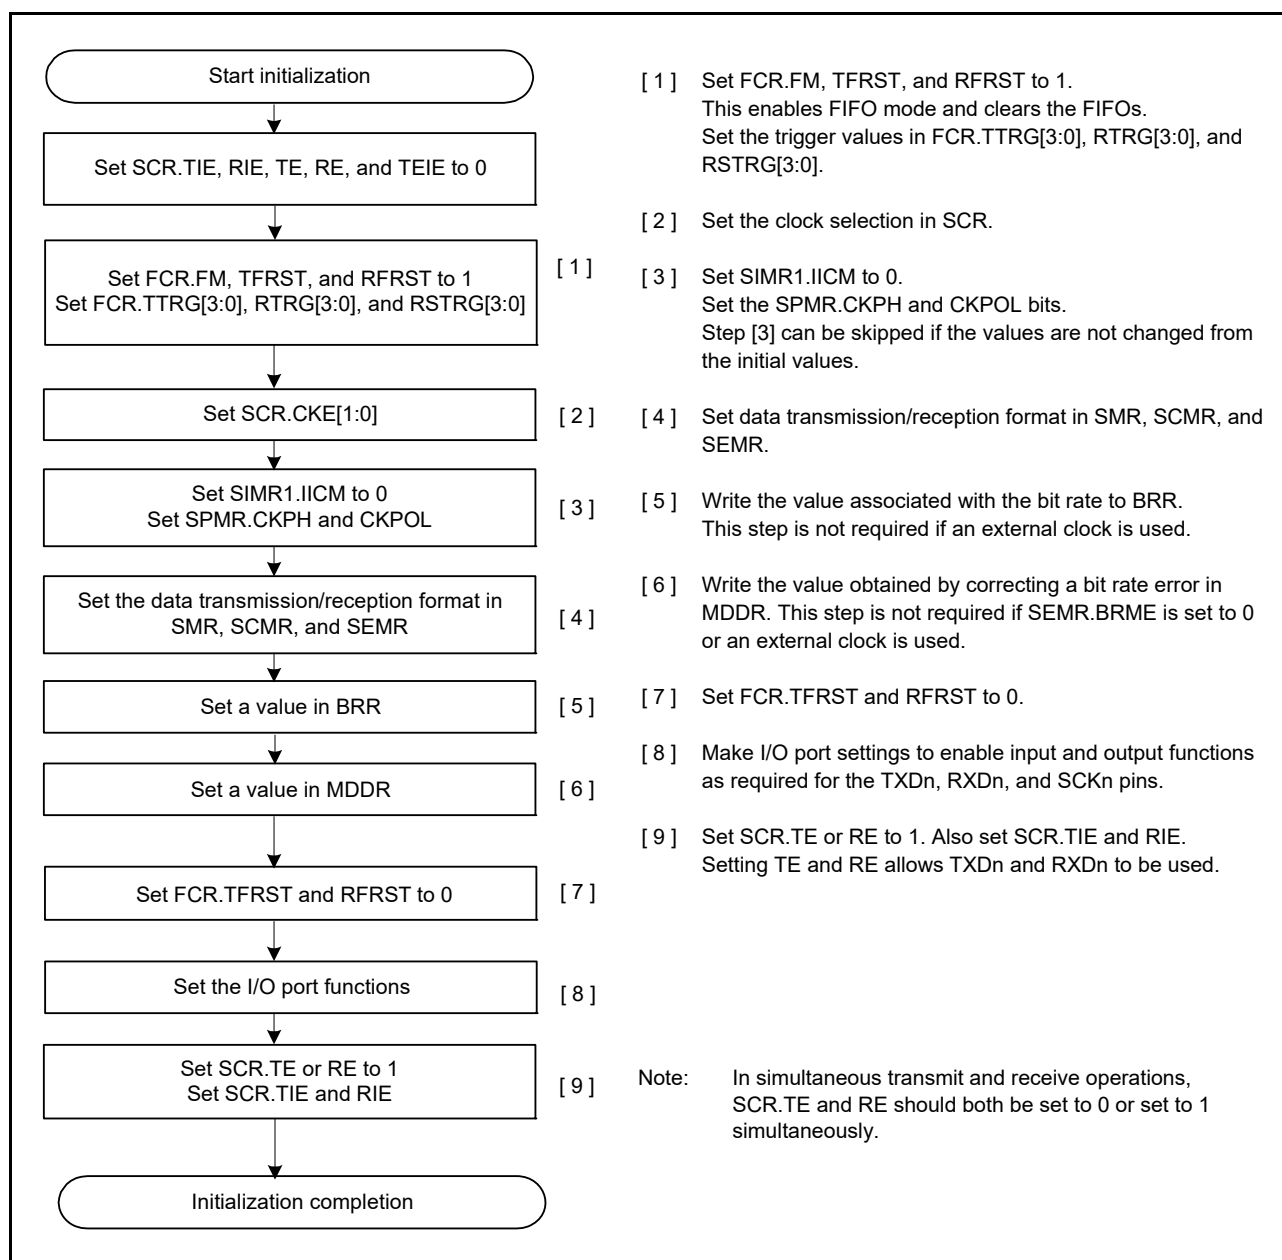 Start initialization
Set SCR.TIE, RIE, TE, RE, and TEIE to 0
Set FCR.FM, TFRST, and RFRST to 1
Set FCR.TTRG[3:0], RTRG[3:0], and RSTRG[3:0]
[ 1 ]
Set SCR.CKE[1:0]
[ 2 ]
Set SIMR1.IICM to 0
Set SPMR.CKPH and CKPOL
[ 3 ]
Set the data transmission/reception format in
SMR, SCMR, and SEMR
[ 4 ]
Set a value in BRR
[ 5 ]
Set a value in MDDR
[ 6 ]
Set FCR.TFRST and RFRST to 0
[ 7 ]
Set the I/O port functions
[ 8 ]
Set SCR.TE or RE to 1
Set SCR.TIE and RIE
[ 9 ]
Initialization completion
[ 1 ] Set FCR.FM, TFRST, and RFRST to 1.
This enables FIFO mode and clears the FIFOs.
Set the trigger values in FCR.TTRG[3:0], RTRG[3:0], and
RSTRG[3:0].
[ 2 ] Set the clock selection in SCR.
[ 3 ] Set SIMR1.IICM to 0.
Set the SPMR.CKPH and CKPOL bits.
Step [3] can be skipped if the values are not changed from
the initial values.
[ 4 ] Set data transmission/reception format in SMR, SCMR, and
SEMR.
[ 5 ] Write the value associated with the bit rate to BRR.
This step is not required if an external clock is used.
[ 6 ] Write the value obtained by correcting a bit rate error in
MDDR. This step is not required if SEMR.BRME is set to 0
or an external clock is used.
[ 7 ] Set FCR.TFRST and RFRST to 0.
[ 8 ] Make I/O port settings to enable input and output functions
as required for the TXDn, RXDn, and SCKn pins.
[ 9 ] Set SCR.TE or RE to 1. Also set SCR.TIE and RIE.
Setting TE and RE allows TXDn and RXDn to be used.
Note: In simultaneous transmit and receive operations,
SCR.TE and RE should both be set to 0 or set to 1
simultaneously.